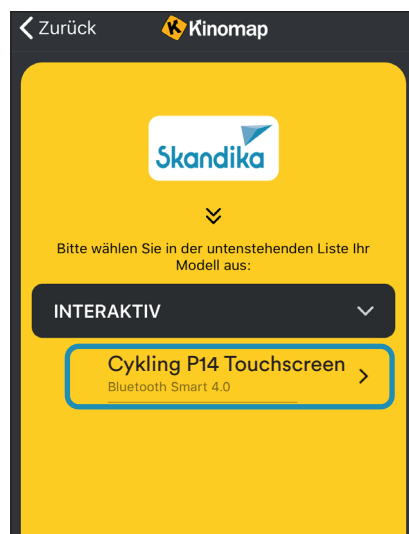 Zurück
Kinomap
Skandika
Bitte wählen Sie in der untenstehenden Liste Ihr
Modell aus:
INTERAKTIV
Cykling P14 Touchscreen
Bluetooth Smart 4.0